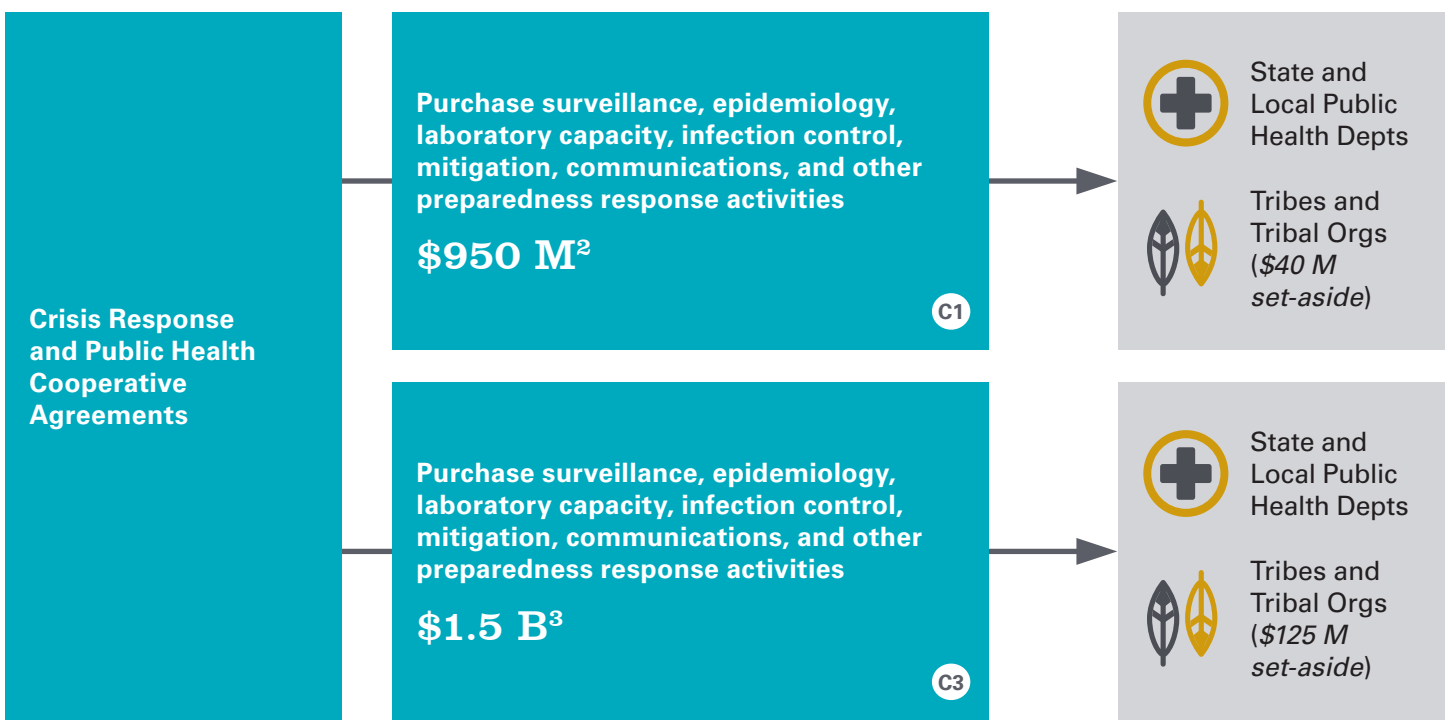 Crisis Response
and Public Health
Cooperative
Agreements
Purchase surveillance, epidemiology,
laboratory capacity, infection control,
mitigation, communications, and other
preparedness response activities
$950 M²
C1
State and
Local Public
Health Depts
Tribes and
Tribal Orgs
($40 M
set-aside)
Purchase surveillance, epidemiology,
laboratory capacity, infection control,
mitigation, communications, and other
preparedness response activities
$1.5 B³
C3
State and
Local Public
Health Depts
Tribes and
Tribal Orgs
($125 M
set-aside)